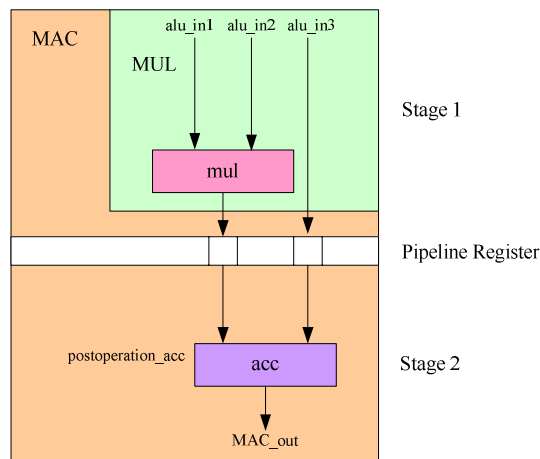 alu_in1 alu_in2 alu_in3
MAC
MUL
Stage 1
mul
Pipeline Register
postoperation_acc
acc
Stage 2
MAC_out